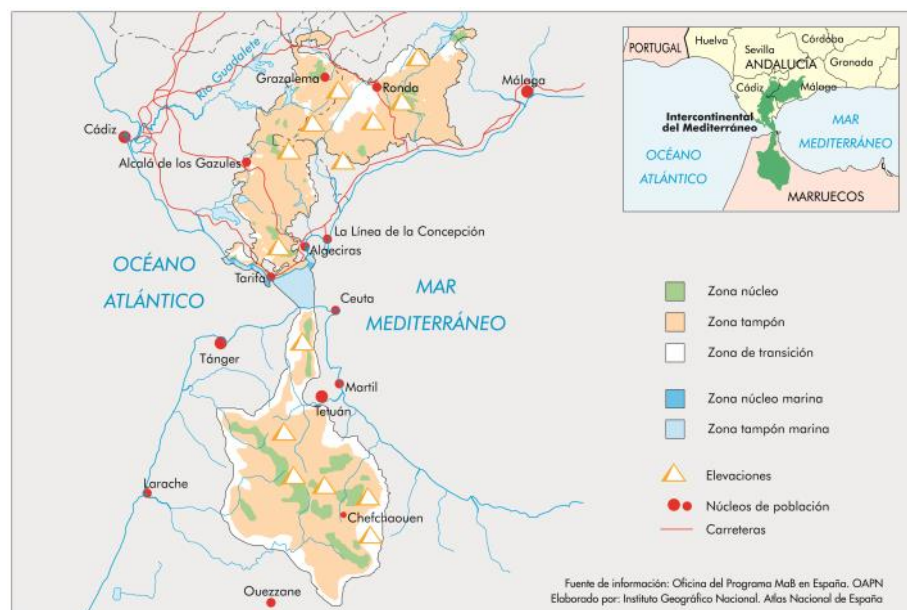 Río Guadalete
Grazalema
Ronda
Málaga
Cádiz
Alcalá de los Gazules
La Línea de la Concepción
Algeciras
Tarifa
OCÉANO
ATLÁNTICO
MAR
MEDITERRÁNEO
Ceuta
Tánger
Martil
Tetuán
Larache
Chefchaouen
Ouezzane
PORTUGAL
Huelva
Sevilla
Córdoba
ANDALUCÍA
Granada
Cádiz
Málaga
Intercontinental
del Mediterráneo
MAR
MEDITERRÁNEO
OCÉANO
ATLÁNTICO
MARRUECOS
Zona núcleo
Zona tampón
Zona de transición
Zona núcleo marina
Zona tampón marina
Elevaciones
Núcleos de población
Carreteras
Fuente de información: Oficina del Programa MaB en España. OAPN
Elaborado por: Instituto Geográfico Nacional. Atlas Nacional de España